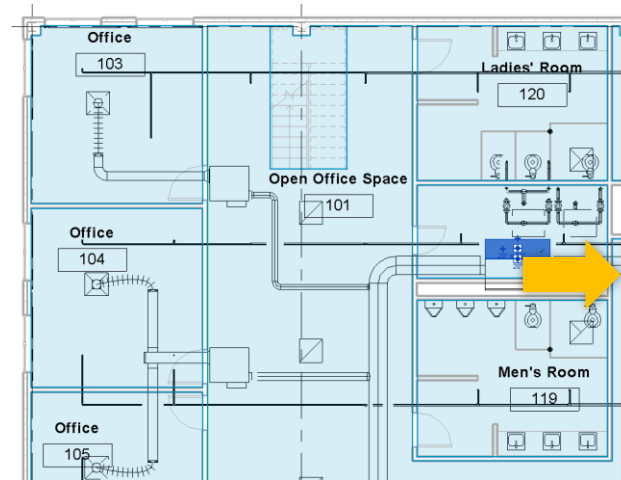 Office
103
Ladies' Room
120
Open Office Space
101
Office
104
Men's Room
119
Office
105